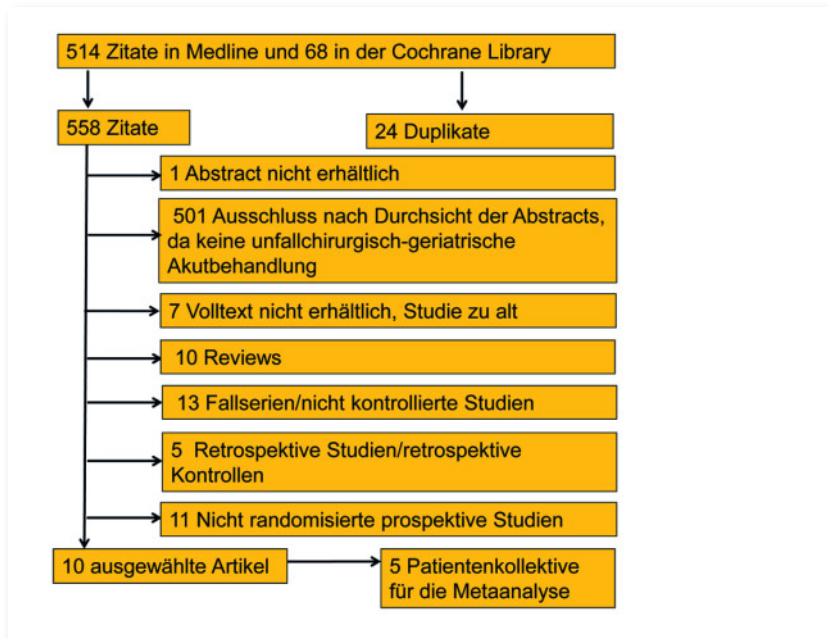 514 Zitate in Medline und 68 in der Cochrane Library
558 Zitate
24 Duplikate
1 Abstract nicht erhältlich
501 Ausschluss nach Durchsicht der Abstracts,
da keine unfallchirurgisch-geriatrische
Akutbehandlung
7 Volltext nicht erhältlich, Studie zu alt
10 Reviews
13 Fallserien/nicht kontrollierte Studien
5 Retrospektive Studien/retrospektive
Kontrollen
11 Nicht randomisierte prospektive Studien
10 ausgewählte Artikel
5 Patientenkollektive
für die Metaanalyse